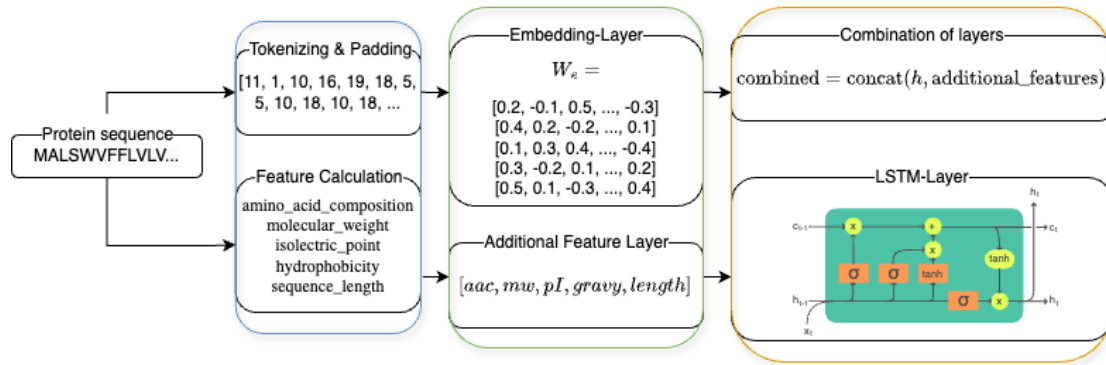 Protein sequence
MALSWVFFLVLV...
Tokenizing & Padding
[11, 1, 10, 16, 19, 18, 5,
5, 10, 18, 10, 18, ...
Feature Calculation
amino_acid_composition
molecular_weight
isolectric_point
hydrophobicity
sequence_length
Embedding-Layer
W_e =
[0.2, -0.1, 0.5, ..., -0.3]
[0.4, 0.2, -0.2, ..., 0.1]
[0.1, 0.3, 0.4, ..., -0.4]
[0.3, -0.2, 0.1, ..., 0.2]
[0.5, 0.1, -0.3, ..., 0.4]
Additional Feature Layer
[aac, mw, pI, gravy, length]
Combination of layers
combined = concat(h, additional_features)
LSTM-Layer
h_t
c_t-1 x + c_t
x tanh
σ σ tanh
h_t-1 σ x h_t
x_t